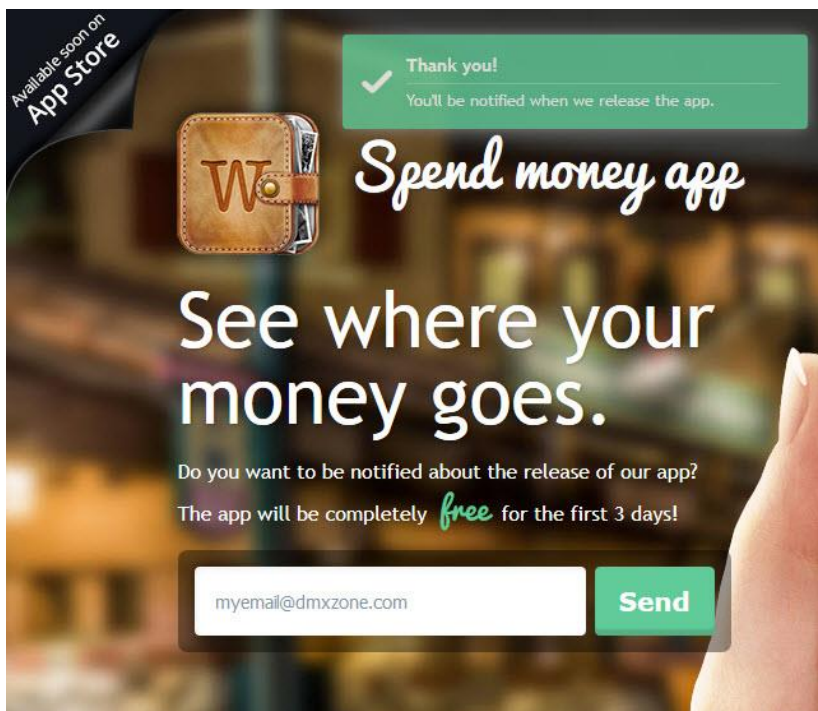 Available soon on
App Store
Thank you!
You'll be notified when we release the app.
W
Spend money app
See where your
money goes.
Do you want to be notified about the release of our app?
The app will be completely free for the first 3 days!
myemail@dmxzone.com
Send